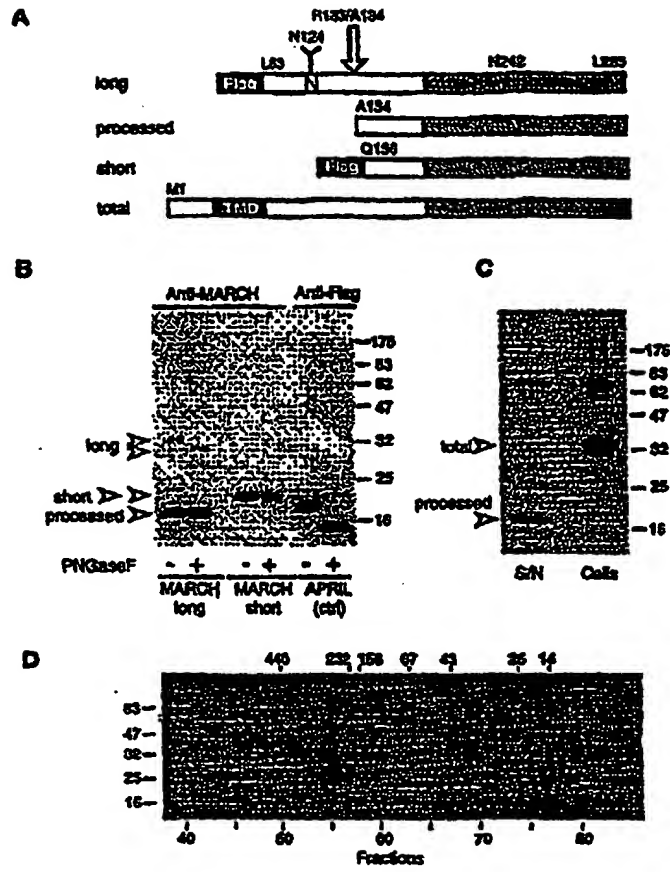 A
R133/A134
N124
L83
H242
L285
long
Flag
A134
processed
Q136
short
Flag
M1
total
TMD
B
Anti-MARCH
Anti-Flag
175
83
62
47
32
25
16
long
short
processed
PNGaseF
- + - + - +
MARCH long
MARCH short
APRIL (ctrl)
C
175
83
62
47
32
25
16
total
processed
S/N
Cells
D
440
232
158
67
43
25
14
83
47
32
25
16
40
50
60
70
80
Fractions